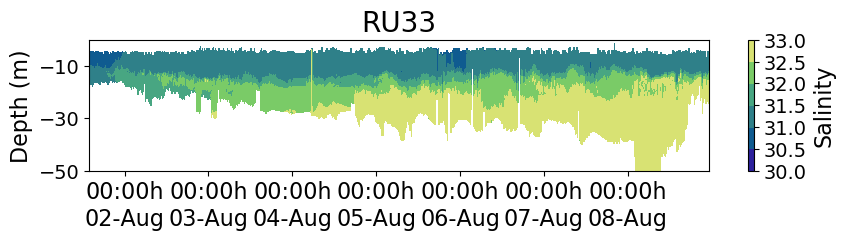 RU33
Depth (m)
−10
−30
−50
00:00h 00:00h 00:00h 00:00h 00:00h 00:00h 00:00h
02-Aug 03-Aug 04-Aug 05-Aug 06-Aug 07-Aug 08-Aug
33.0
32.5
32.0
31.5
31.0
30.5
30.0
Salinity